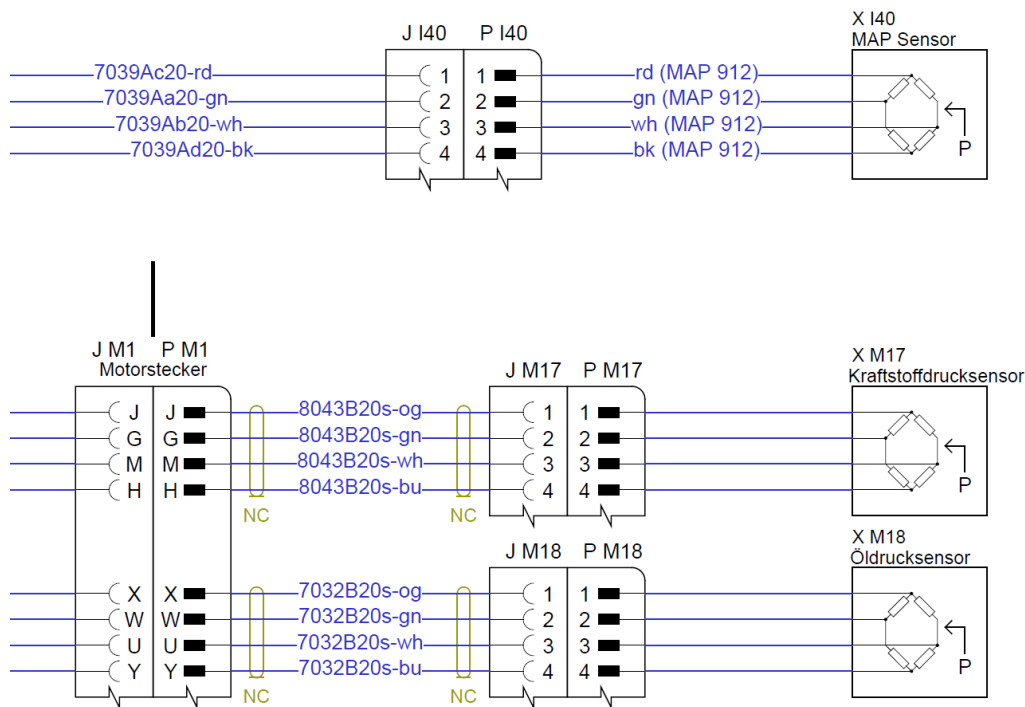 X I40
J I40 P I40 MAP Sensor
7039Ac20-rd 1 1 rd (MAP 912)
7039Aa20-gn 2 2 gn (MAP 912)
7039Ab20-wh 3 3 wh (MAP 912)
7039Ad20-bk 4 4 bk (MAP 912)
P
J M1 P M1
Motorstecker
J M17 P M17
X M17
Kraftstoffdrucksensor
J J 8043B20s-og 1 1
G G 8043B20s-gn 2 2
M M 8043B20s-wh 3 3
H H 8043B20s-bu 4 4
P
NC NC
J M18 P M18
X M18
Öldrucksensor
X X 7032B20s-og 1 1
W W 7032B20s-gn 2 2
U U 7032B20s-wh 3 3
Y Y 7032B20s-bu 4 4
P
NC NC